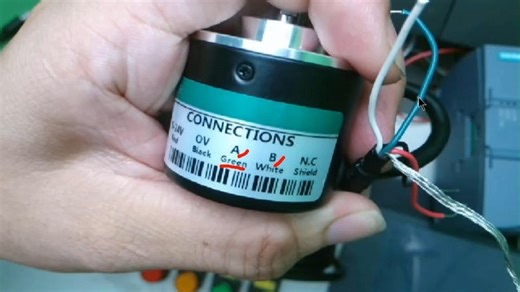 CONNECTIONS
0V A B N.C
Black Green White Shield